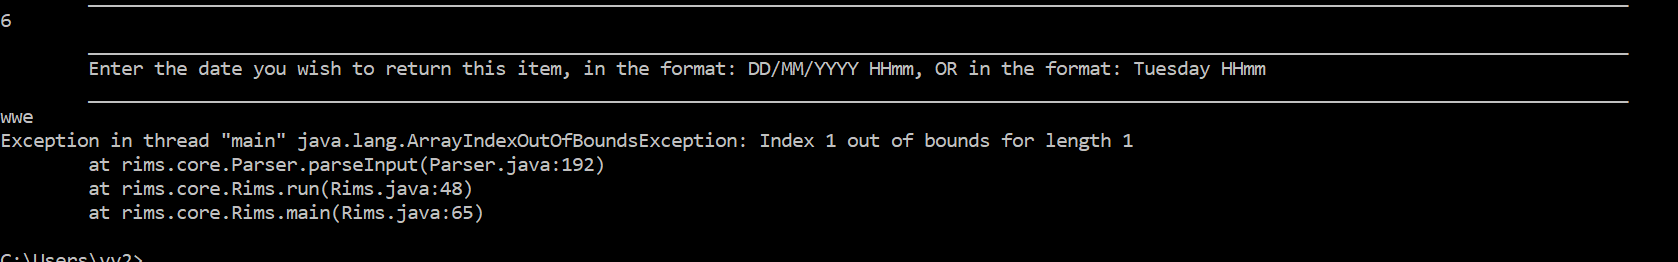 6
Enter the date you wish to return this item, in the format: DD/MM/YYYY HHmm, OR in the format: Tuesday HHmm
wwe
Exception in thread "main" java.lang.ArrayIndexOutOfBoundsException: Index 1 out of bounds for length 1
at rims.core.Parser.parseInput(Parser.java:192)
at rims.core.Rims.run(Rims.java:48)
at rims.core.Rims.main(Rims.java:65)
C:\Users\yy2>